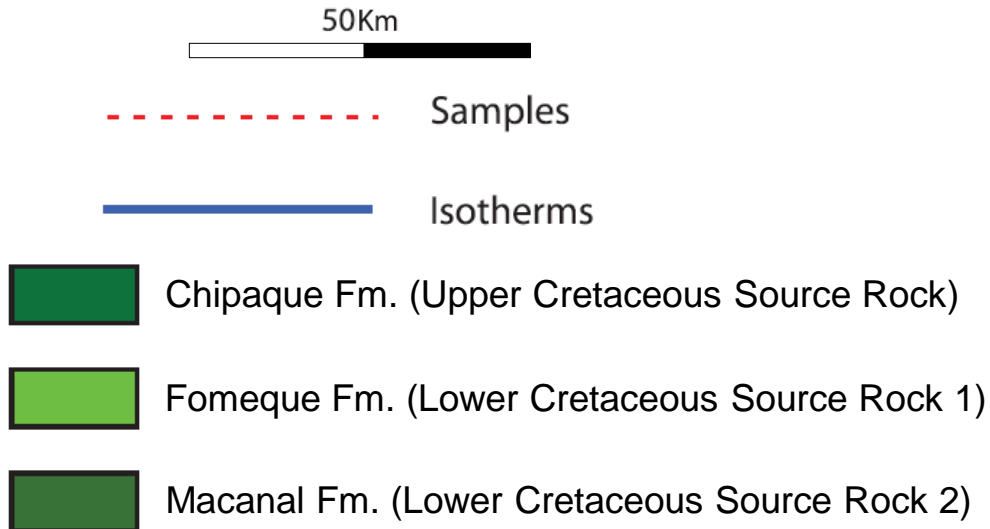 50Km
Samples
Isotherms
Chipaque Fm. (Upper Cretaceous Source Rock)
Fomeque Fm. (Lower Cretaceous Source Rock 1)
Macanal Fm. (Lower Cretaceous Source Rock 2)